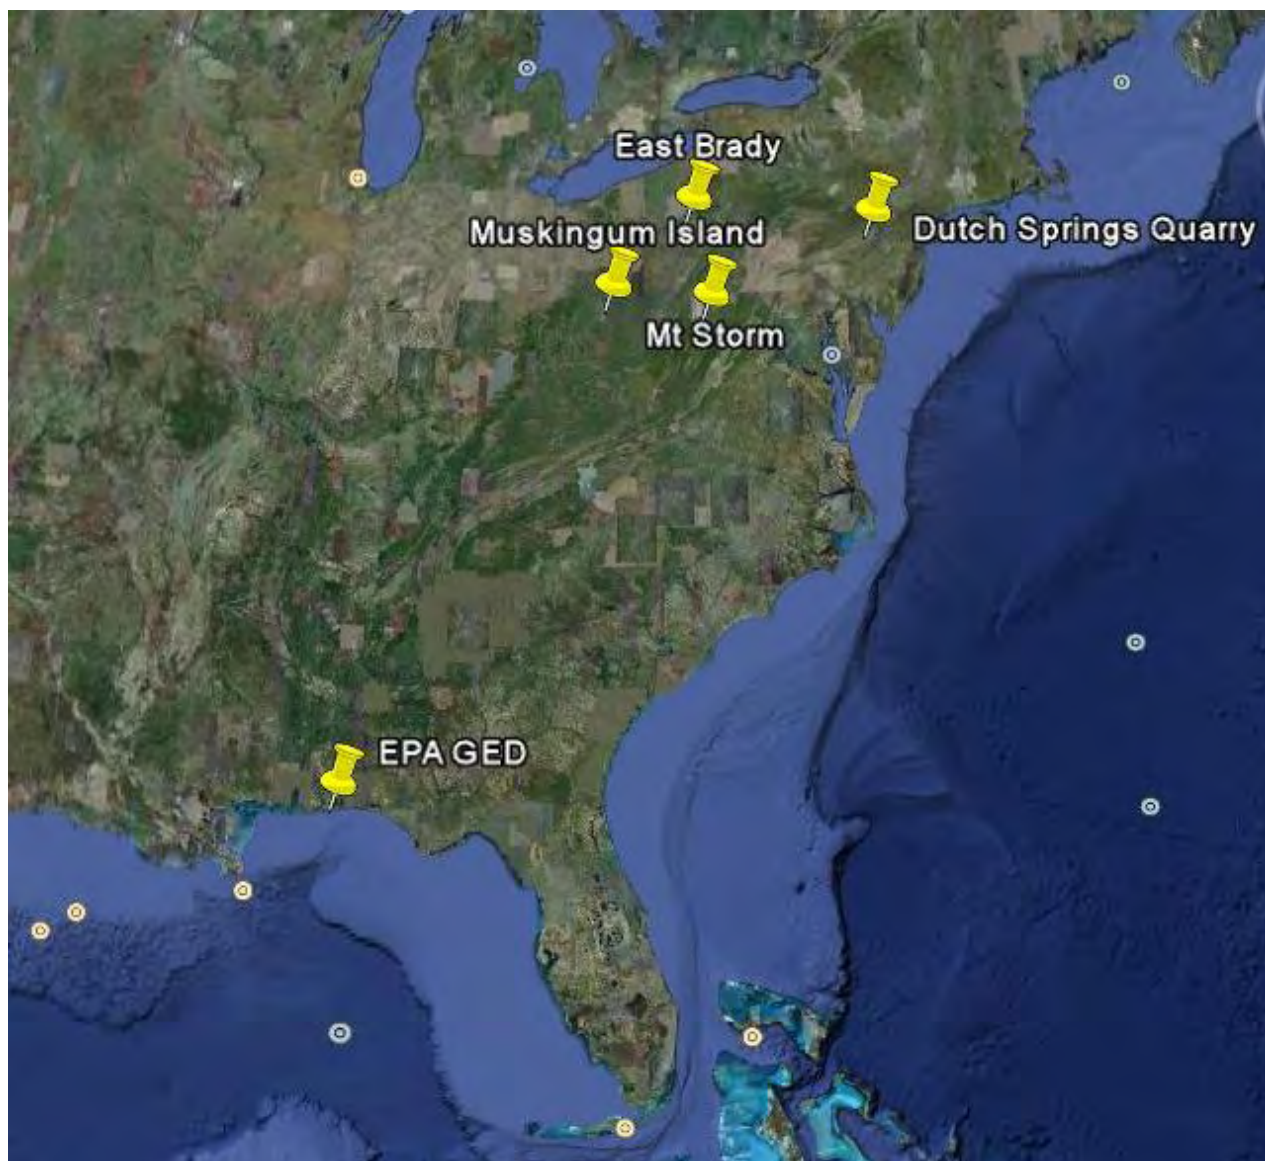 East Brady
Muskingum Island
Dutch Springs Quarry
Mt Storm
EPA GED